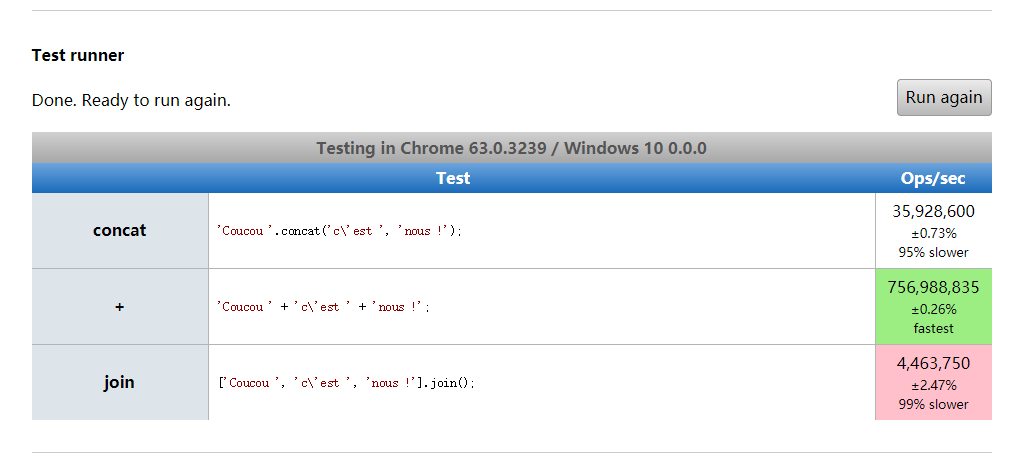 Test runner
Done. Ready to run again.
Run again
Testing in Chrome 63.0.3239 / Windows 10 0.0.0
Test Ops/sec
concat 'Coucou '.concat('c\'est ', 'nous !'); 35,928,600
±0.73%
95% slower
+ 'Coucou ' + 'c\'est ' + 'nous !'; 756,988,835
±0.26%
fastest
join ['Coucou ', 'c\'est ', 'nous !'].join(); 4,463,750
±2.47%
99% slower